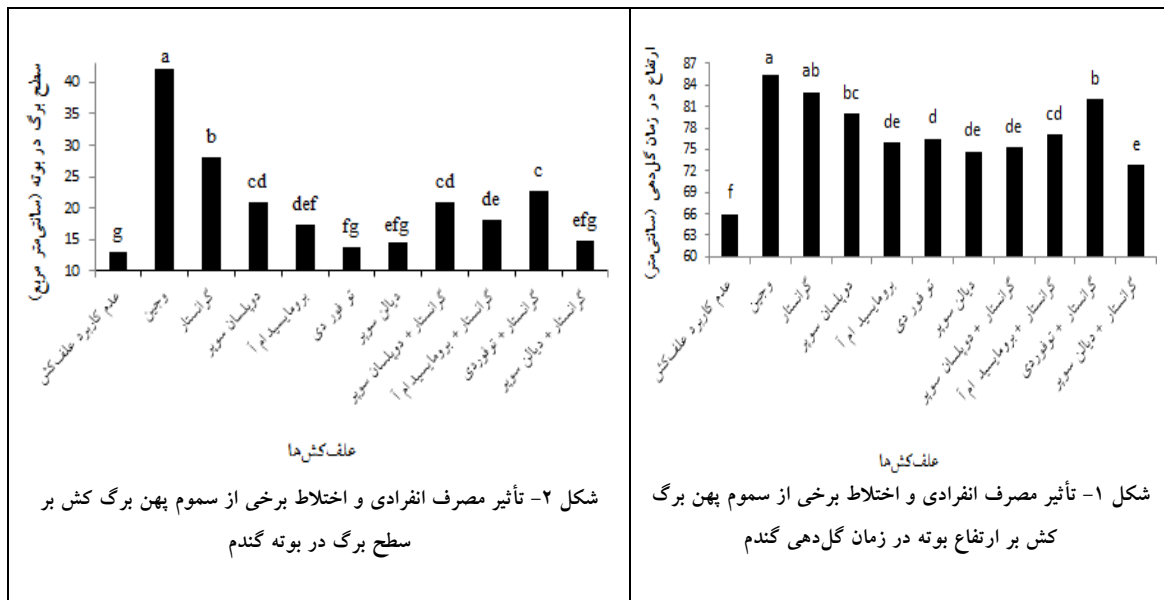 ارتفاع در زمان گل‌دهی (سانتی‌متر)
87
84
81
78
75
72
69
66
63
60
f
a
ab
bc
de
d
de
de
cd
b
e
عدم کاربرد علف‌کش
وجین
گرانستار
دوپلسان سوپر
برومایسید ام آ
تو فور دی
دیالن سوپر
گرانستار +دوپلسان سوپر
گرانستار +برومایسید ام آ
گرانستار + توفوردی
گرانستار +دیالن سوپر
علف‌کش‌ها
شکل ۱- تأثیر مصرف انفرادی و اختلاط برخی از سموم پهن برگ
کش بر ارتفاع بوته در زمان گل‌دهی گندم
سطح برگ در بوته (سانتی‌متر مربع)
40
35
30
25
20
15
10
g
a
b
cd
def
fg
efg
cd
de
c
efg
عدم کاربرد علف‌کش
وجین
گرانستار
دوپلسان سوپر
برومایسید ام آ
تو فور دی
دیالن سوپر
گرانستار + دوپلسان سوپر
گرانستار + برومایسید ام آ
گرانستار + توفوردی
گرانستار + دیالن سوپر
علف‌کش‌ها
شکل ۲- تأثیر مصرف انفرادی و اختلاط برخی از سموم پهن برگ کش بر
سطح برگ در بوته گندم